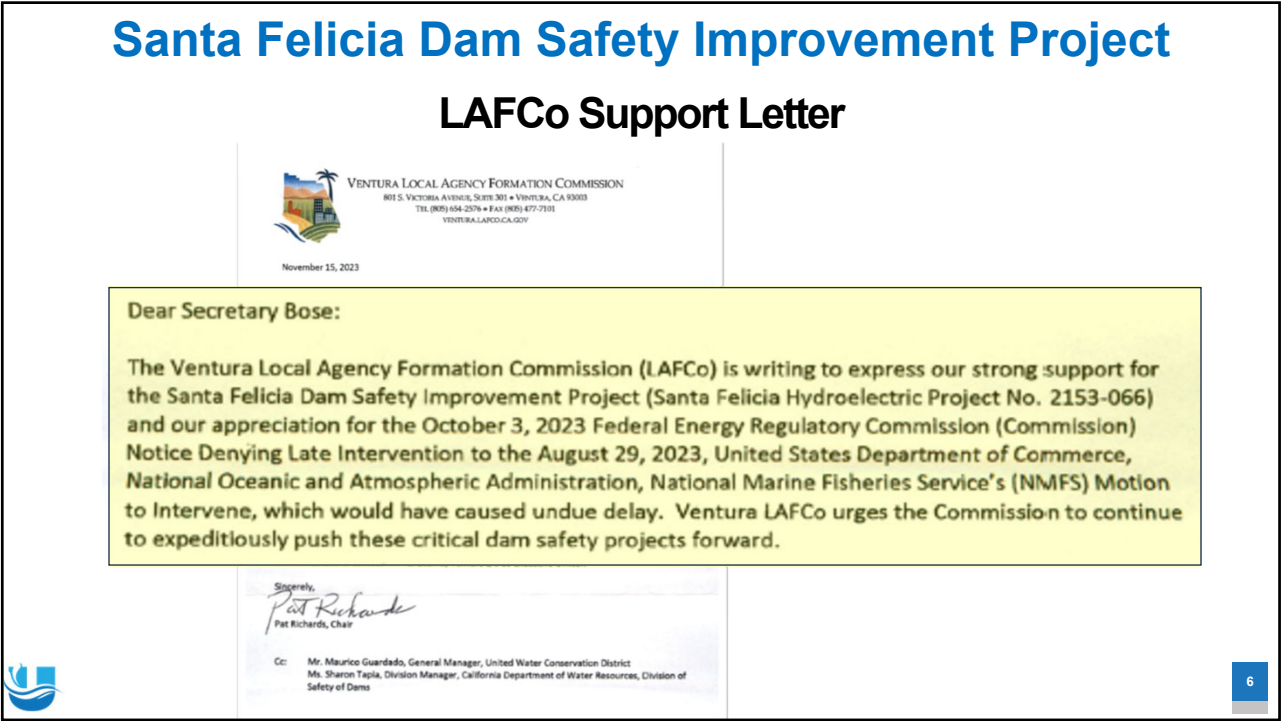 Santa Felicia Dam Safety Improvement Project
LAFCo Support Letter
VENTURA LOCAL AGENCY FORMATION COMMISSION
801 S. VICTORIA AVENUE, SUITE 301 • VENTURA, CA 93003
TEL (805) 654-2576 • FAX (805) 477-7101
VENTURA.LAFCO.CA.GOV
November 15, 2023
Dear Secretary Bose:
The Ventura Local Agency Formation Commission (LAFCo) is writing to express our strong support for
the Santa Felicia Dam Safety Improvement Project (Santa Felicia Hydroelectric Project No. 2153-066)
and our appreciation for the October 3, 2023 Federal Energy Regulatory Commission (Commission)
Notice Denying Late Intervention to the August 29, 2023, United States Department of Commerce,
National Oceanic and Atmospheric Administration, National Marine Fisheries Service's (NMFS) Motion
to Intervene, which would have caused undue delay. Ventura LAFCo urges the Commission to continue
to expeditiously push these critical dam safety projects forward.
Sincerely,
Pat Richards
Pat Richards, Chair
Cc: Mr. Maurico Guardado, General Manager, United Water Conservation District
Ms. Sharon Tapia, Division Manager, California Department of Water Resources, Division of
Safety of Dams
6